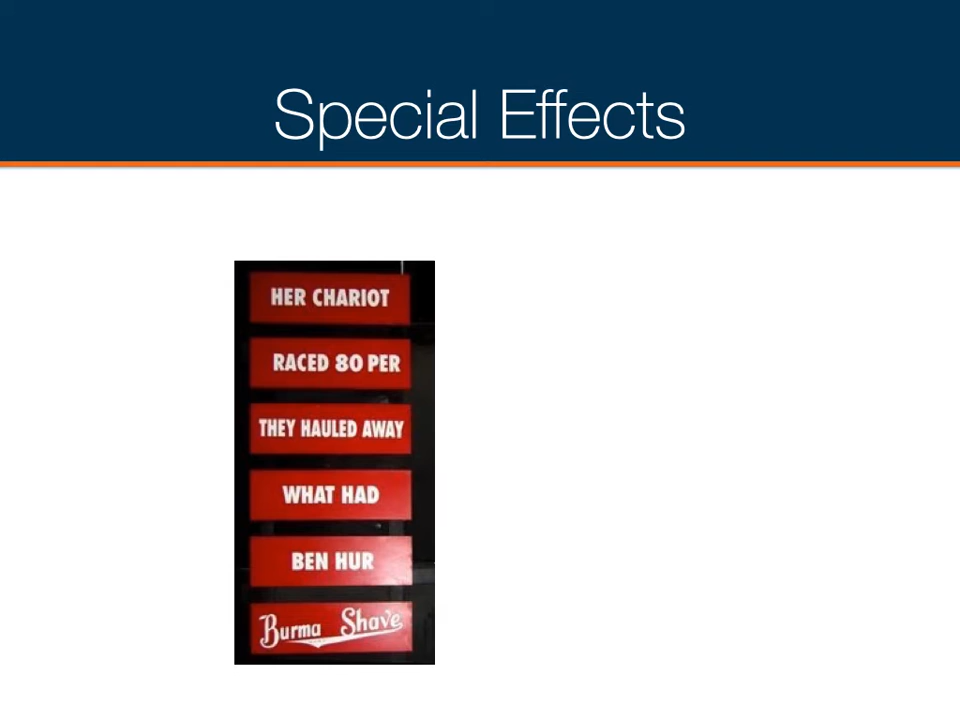 Special Effects
HER CHARIOT
RACED 80 PER
THEY HAULED AWAY
WHAT HAD
BEN HUR
Burma Shave